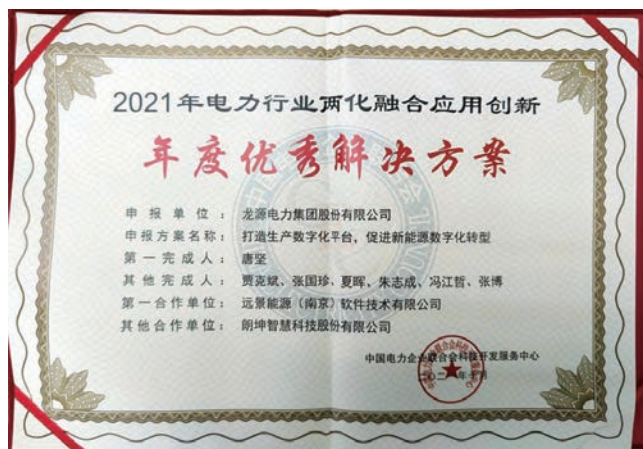 2021年电力行业两化融合应用创新
年度优秀解决方案
申报单位：龙源电力集团股份有限公司
申报方案名称：打造生产数字化平台，促进新能源数字化转型
第一完成人：唐坚
其他完成人：贾克斌、张国珍、夏晖、朱志成、冯江哲、张博
第一合作单位：远景能源（南京）软件技术有限公司
其他合作单位：朗坤智慧科技股份有限公司
中国电力企业联合会科技开发服务中心